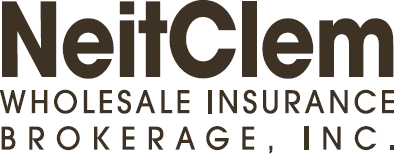 NeitClem
WHOLESALE INSURANCE
BROKERAGE, INC.